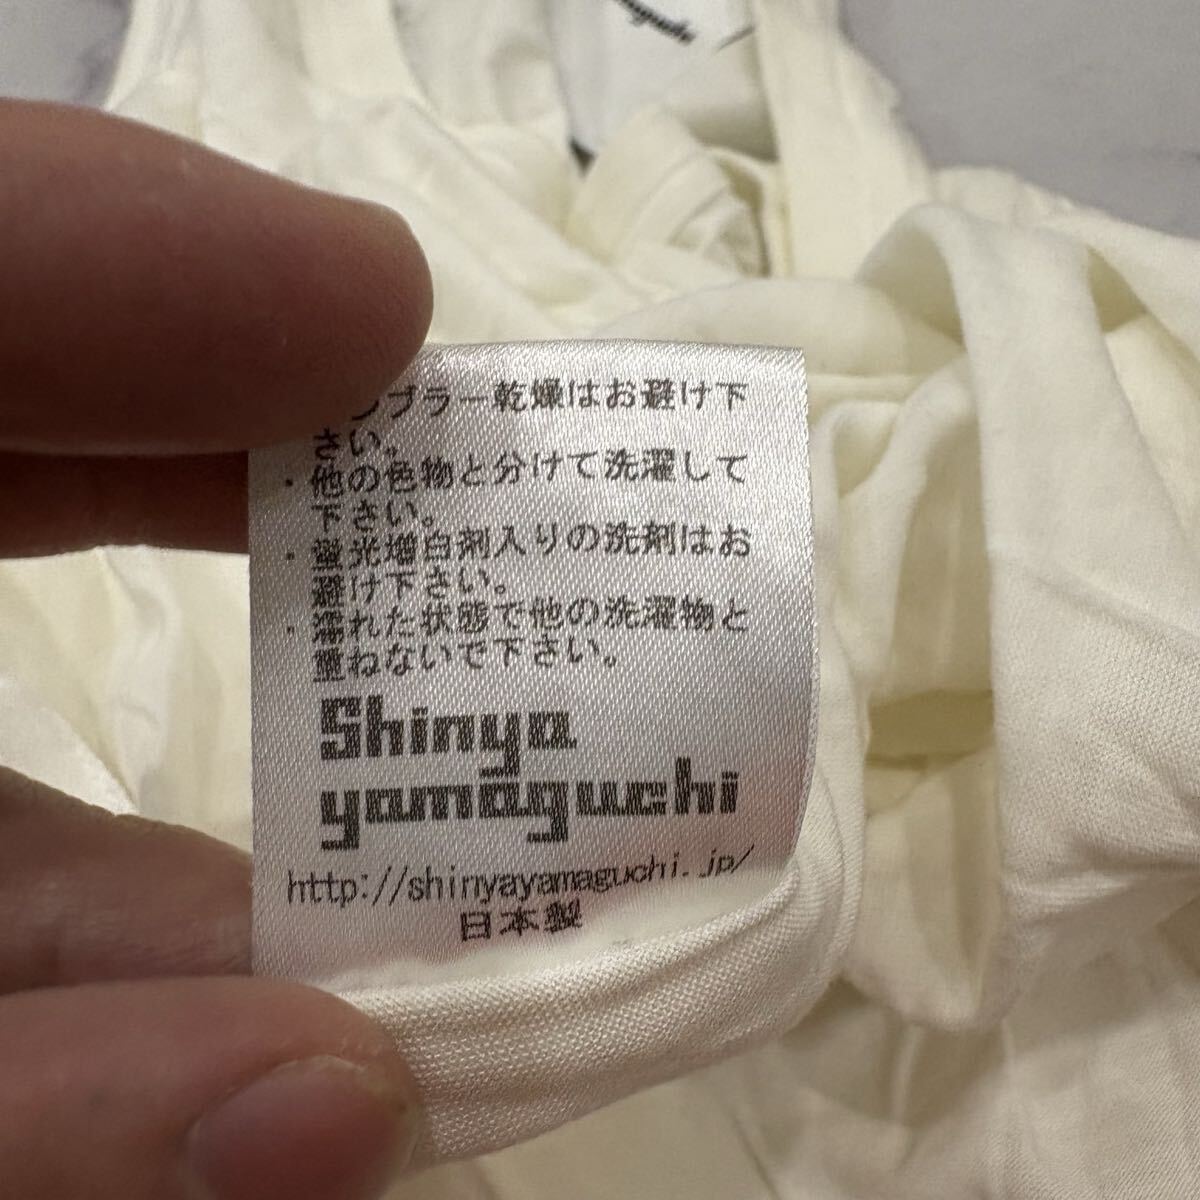 ンブラー乾燥はお避け下
さい。
・他の色物と分けて洗濯して
下さい。
・蛍光増白剤入りの洗剤はお
避け下さい。
・濡れた状態で他の洗濯物と
重ねないで下さい。
Shinya
yamaguchi
http://shinyayamaguchi.jp/
日本製